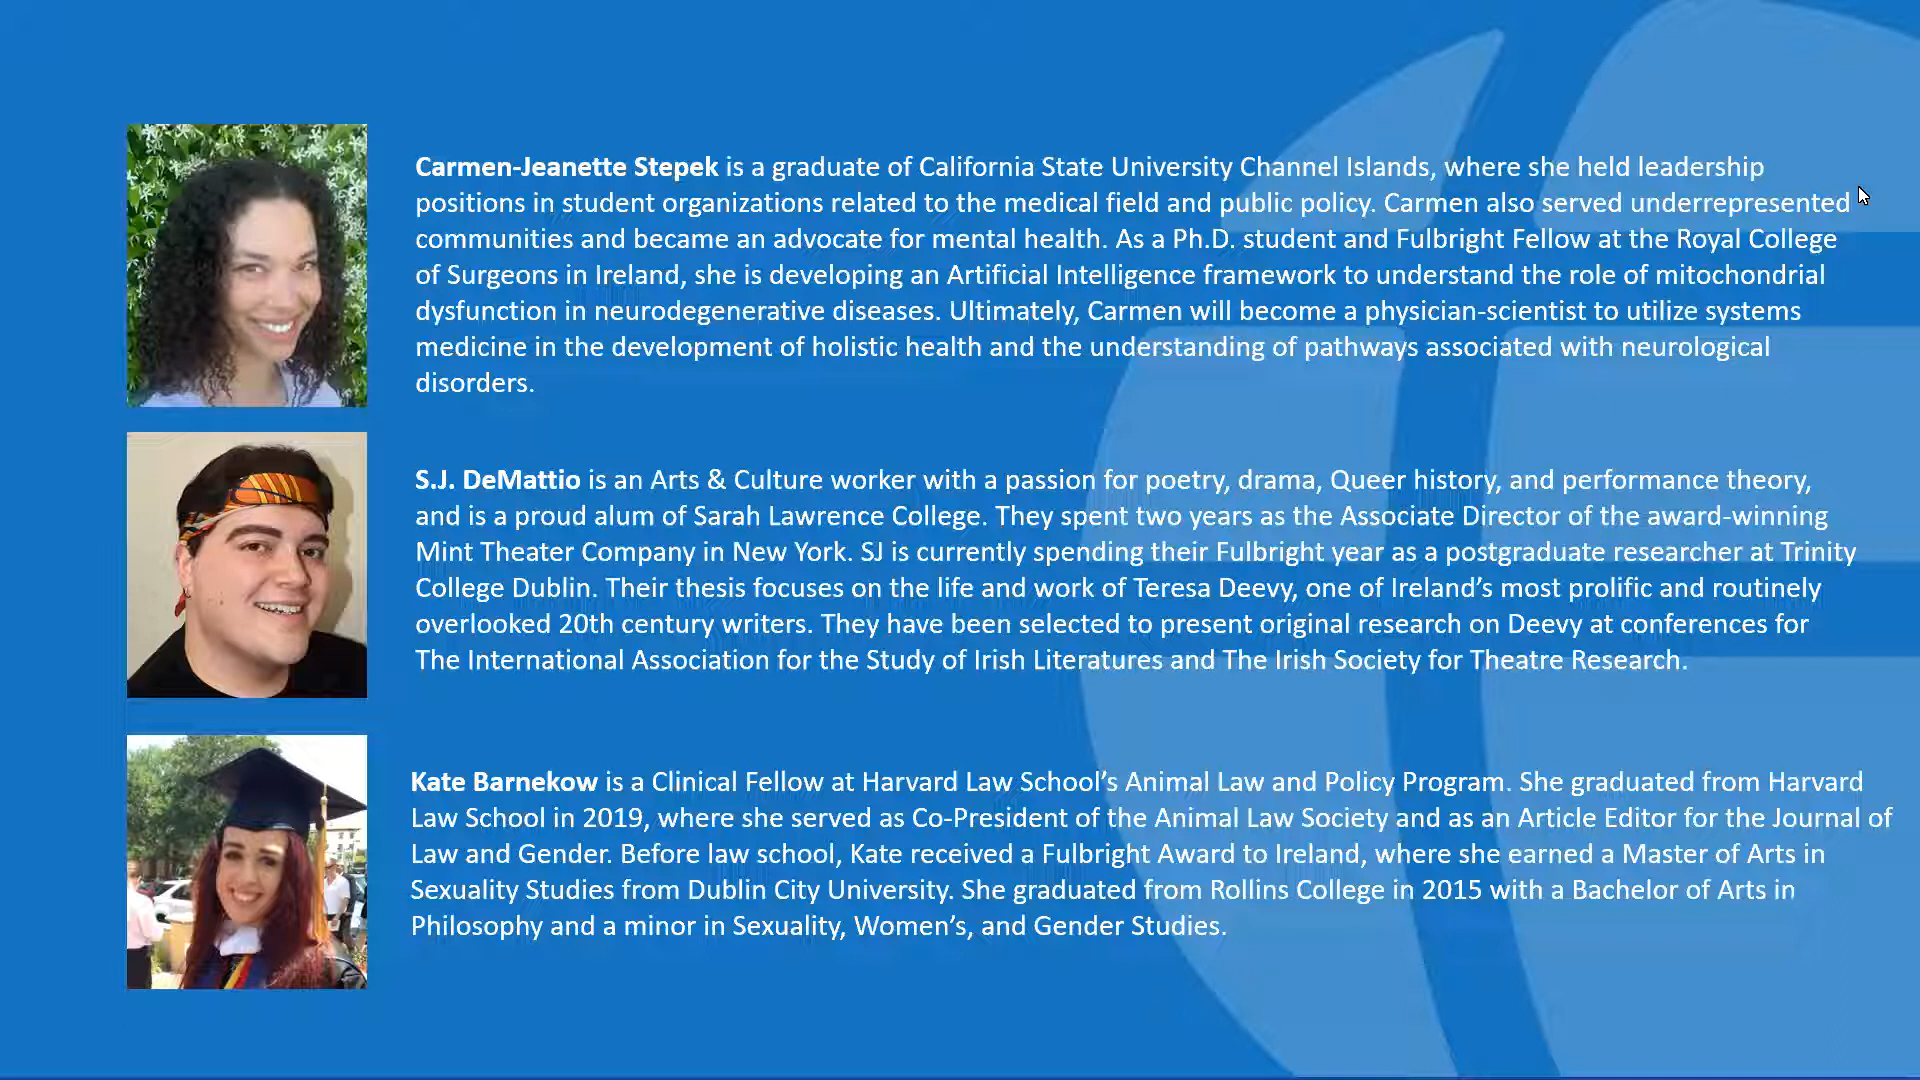 Carmen-Jeanette Stepek is a graduate of California State University Channel Islands, where she held leadership
positions in student organizations related to the medical field and public policy. Carmen also served underrepresented
communities and became an advocate for mental health. As a Ph.D. student and Fulbright Fellow at the Royal College
of Surgeons in Ireland, she is developing an Artificial Intelligence framework to understand the role of mitochondrial
dysfunction in neurodegenerative diseases. Ultimately, Carmen will become a physician-scientist to utilize systems
medicine in the development of holistic health and the understanding of pathways associated with neurological
disorders.
S.J. DeMattio is an Arts & Culture worker with a passion for poetry, drama, Queer history, and performance theory,
and is a proud alum of Sarah Lawrence College. They spent two years as the Associate Director of the award-winning
Mint Theater Company in New York. SJ is currently spending their Fulbright year as a postgraduate researcher at Trinity
College Dublin. Their thesis focuses on the life and work of Teresa Deevy, one of Ireland’s most prolific and routinely
overlooked 20th century writers. They have been selected to present original research on Deevy at conferences for
The International Association for the Study of Irish Literatures and The Irish Society for Theatre Research.
Kate Barnekow is a Clinical Fellow at Harvard Law School’s Animal Law and Policy Program. She graduated from Harvard
Law School in 2019, where she served as Co-President of the Animal Law Society and as an Article Editor for the Journal of
Law and Gender. Before law school, Kate received a Fulbright Award to Ireland, where she earned a Master of Arts in
Sexuality Studies from Dublin City University. She graduated from Rollins College in 2015 with a Bachelor of Arts in
Philosophy and a minor in Sexuality, Women’s, and Gender Studies.